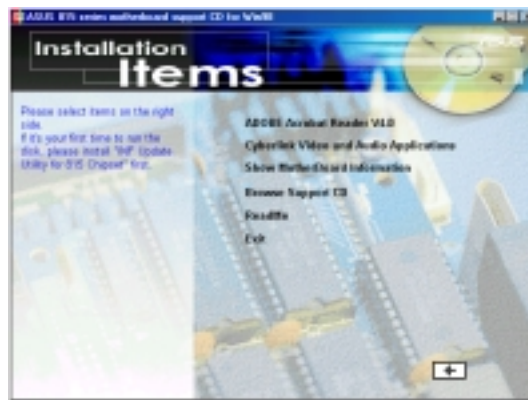 ASUS 815 series motherboard support CD for Win98
Installation
Items
ASUS
Please select items on the right
side.
If it's your first time to run the
disk, please install "INF Update
Utility for 815 Chipset" first.
ADOBE Acrobat Reader V4.0
Cyberlink Video and Audio Applications
Show Motherboard Information
Browse Support CD
ReadMe
Exit